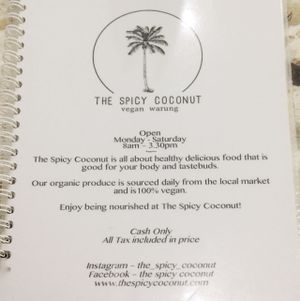 THE SPICY COCONUT
vegan warung
Open
Monday - Saturday
8am - 3.30pm
The Spicy Coconut is all about healthy delicious food that is
good for your body and tastebuds.
Our organic produce is sourced daily from the local market
and is 100% vegan.
Enjoy being nourished at The Spicy Coconut!
Cash Only
All Tax included in price
Instagram - the_spicy_coconut
Facebook - the spicy coconut
www.thespicycoconut.com